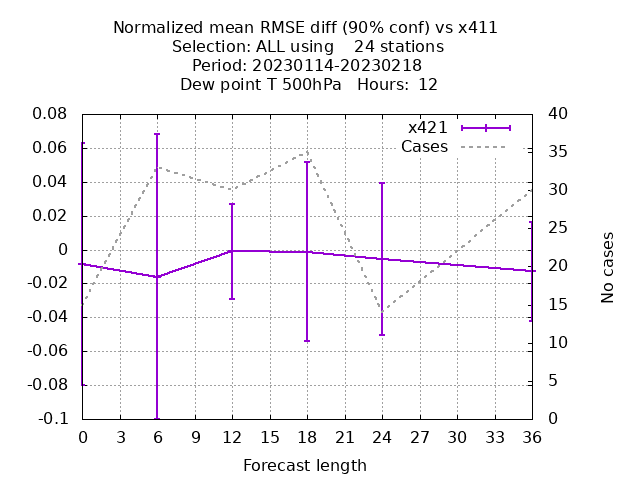 Normalized mean RMSE diff (90% conf) vs x411
Selection: ALL using    24 stations
Period: 20230114-20230218
Dew point T 500hPa   Hours:  12
x421
Cases
0.08
0.06
0.04
0.02
0
-0.02
-0.04
-0.06
-0.08
-0.1
40
35
30
25
20
15
10
5
0
No cases
0 3 6 9 12 15 18 21 24 27 30 33 36
Forecast length